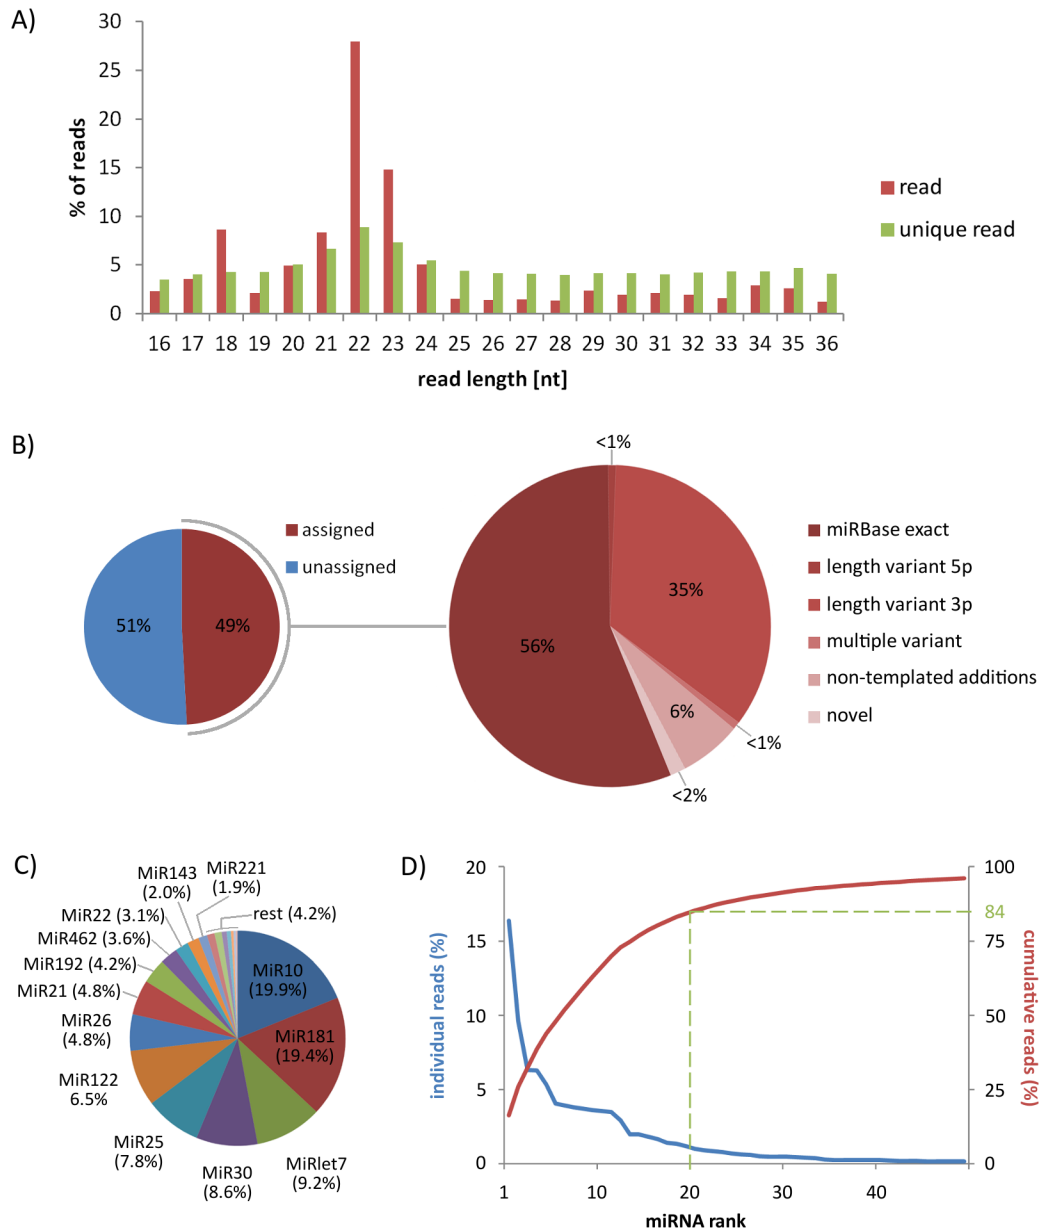 A)
30
25
20
15
10
5
0
% of reads
16 17 18 19 20 21 22 23 24 25 26 27 28 29 30 31 32 33 34 35 36
read length [nt]
read
unique read
B)
51%
49%
assigned
unassigned
<1%
35%
56%
6%
<1%
<2%
miRBase exact
length variant 5p
length variant 3p
multiple variant
non-templated additions
novel
C)
MiR143
(2.0%)
MiR221
(1.9%)
rest (4.2%)
MiR22 (3.1%)
MiR462 (3.6%)
MiR192 (4.2%)
MiR21 (4.8%)
MiR26
(4.8%)
MiR122
6.5%
MiR25
(7.8%)
MiR30
(8.6%)
MiRlet7
(9.2%)
MiR181
(19.4%)
MiR10
(19.9%)
D)
20
15
10
5
0
individual reads (%)
100
84
75
50
25
0
cumulative reads (%)
1 10 20 30 40
miRNA rank